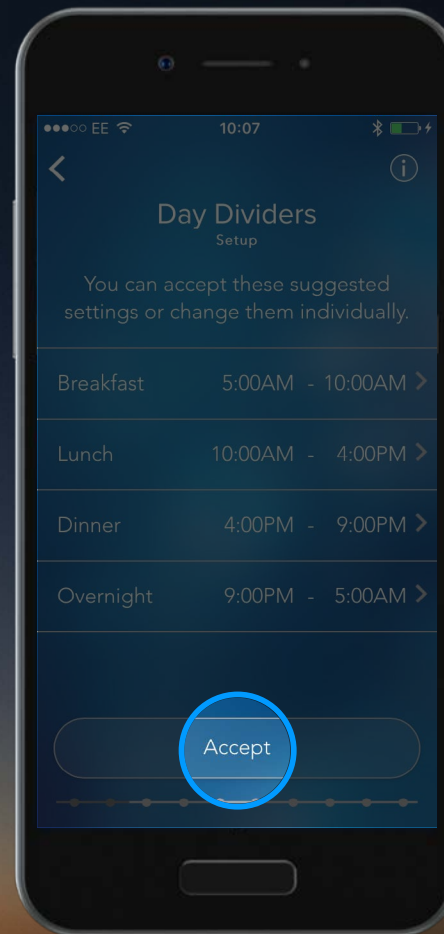 EE 10:07
Day Dividers
Setup
You can accept these suggested
settings or change them individually.
Breakfast 5:00AM - 10:00AM
Lunch 10:00AM - 4:00PM
Dinner 4:00PM - 9:00PM
Overnight 9:00PM - 5:00AM
Accept